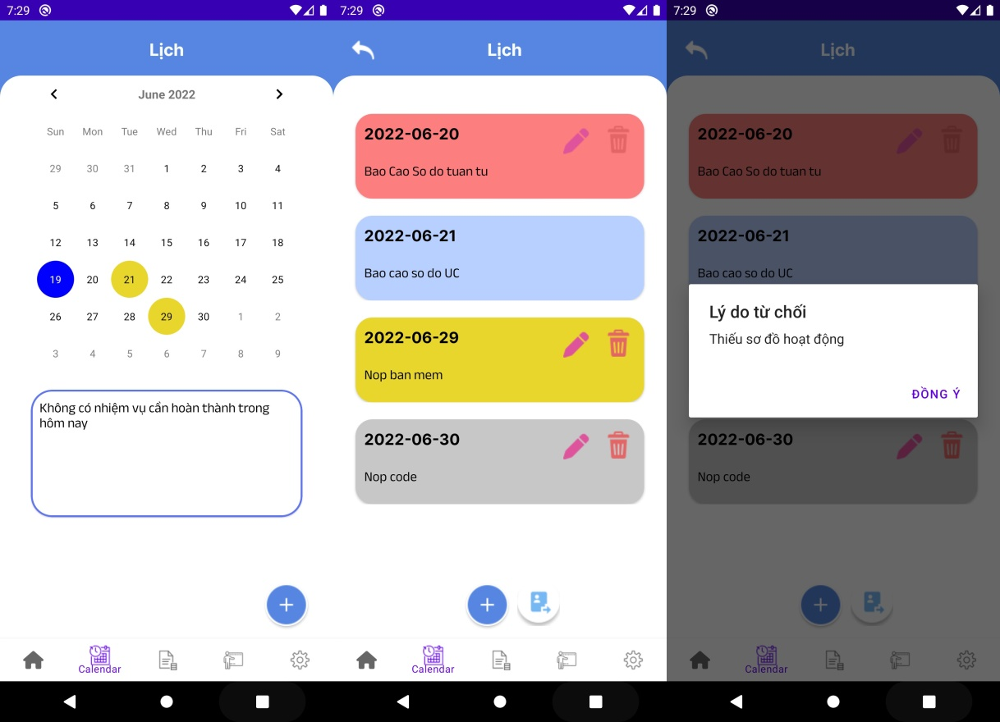 7:29
Lịch
June 2022
Sun Mon Tue Wed Thu Fri Sat
29 30 31 1 2 3 4
5 6 7 8 9 10 11
12 13 14 15 16 17 18
19 20 21 22 23 24 25
26 27 28 29 30 1 2
3 4 5 6 7 8 9
Không có nhiệm vụ cần hoàn thành trong
hôm nay
Calendar
7:29
Lịch
2022-06-20
Bao Cao So do tuan tu
2022-06-21
Bao cao so do UC
2022-06-29
Nop ban mem
2022-06-30
Nop code
Calendar
7:29
Lịch
2022-06-20
Bao Cao So do tuan tu
2022-06-21
Bao cao so do UC
Lý do từ chối
Thiếu sơ đồ hoạt động
ĐỒNG Ý
2022-06-30
Nop code
Calendar